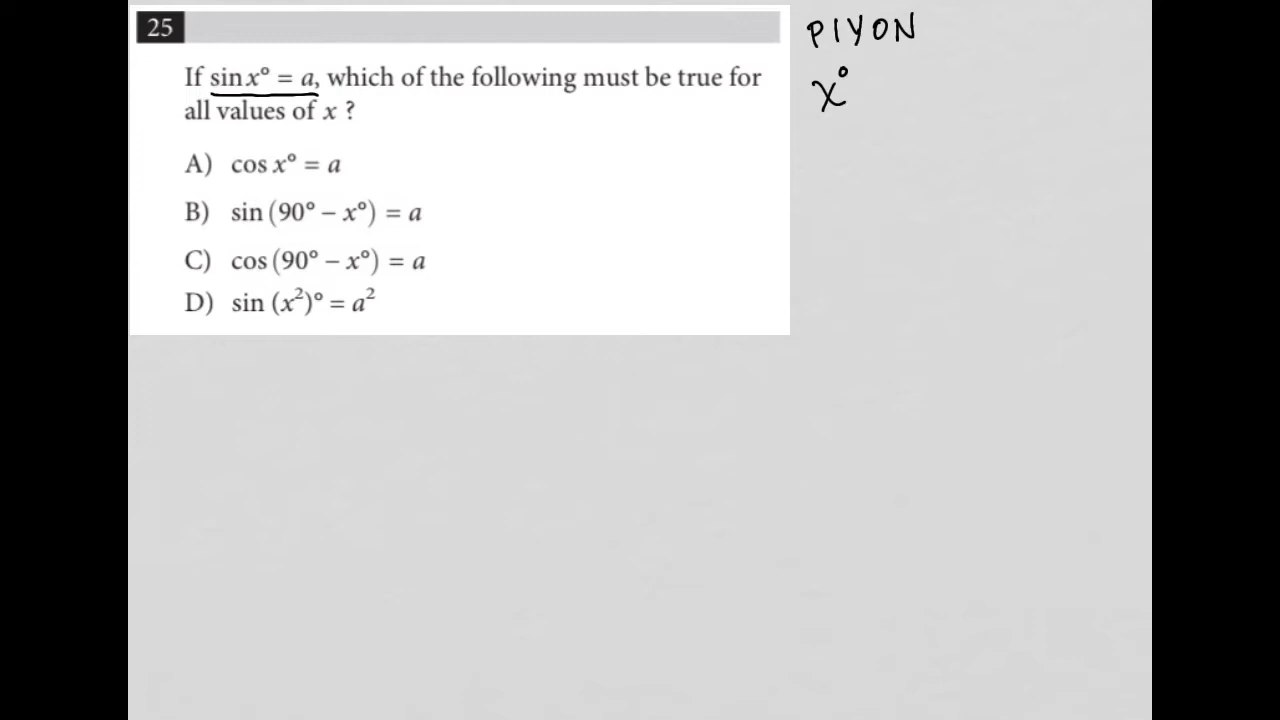 25
PIYON
If sin x° = a, which of the following must be true for
x°
all values of x ?
A) cos x° = a
B) sin (90° − x°) = a
C) cos (90° − x°) = a
D) sin (x²)° = a²